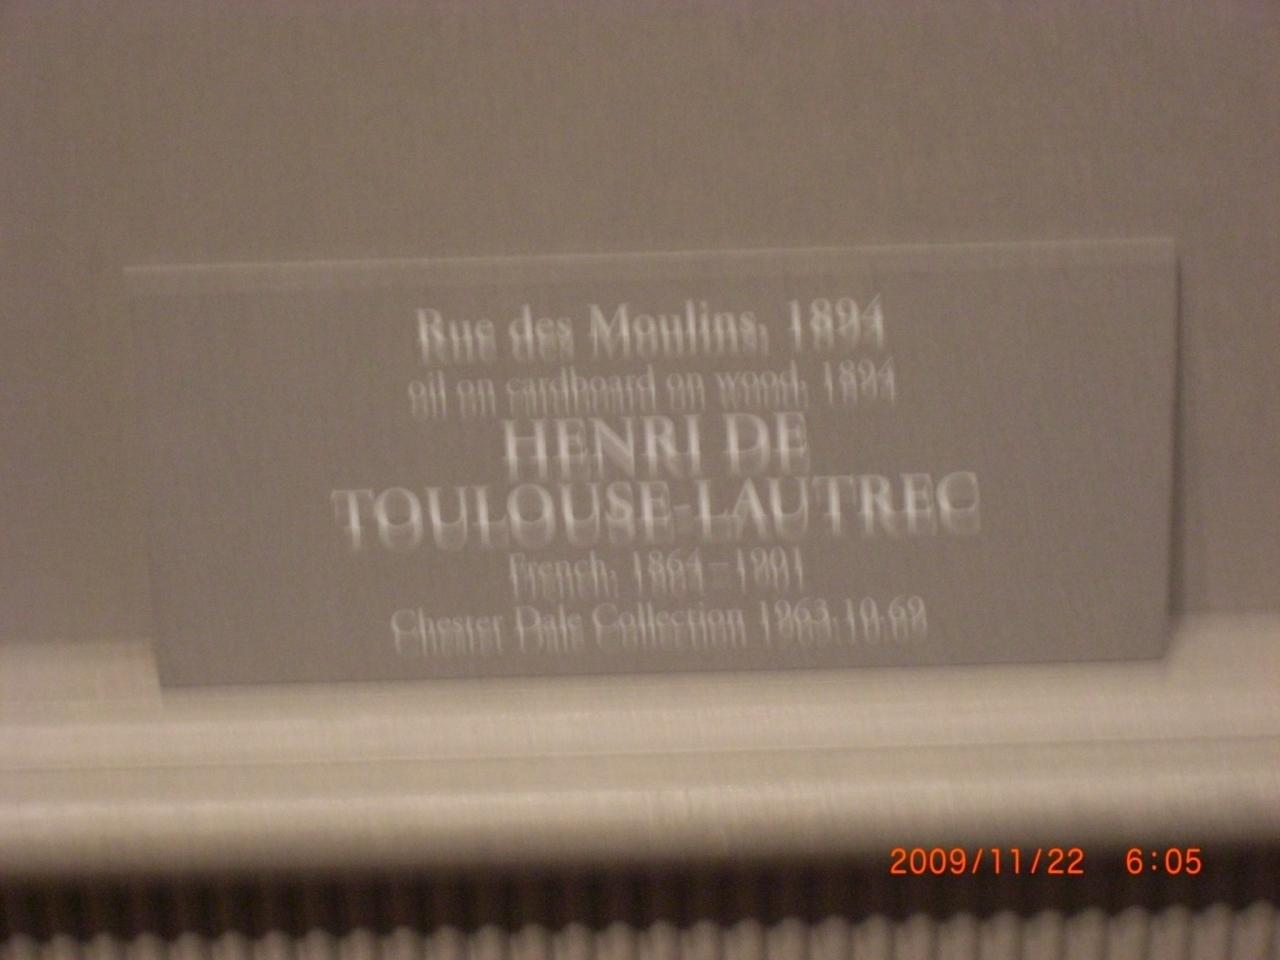 Rue des Moulins, 1894
oil on cardboard on wood, 1894
HENRI DE
TOULOUSE-LAUTREC
French, 1864–1901
Chester Dale Collection 1963.10.69
2009/11/22 6:05